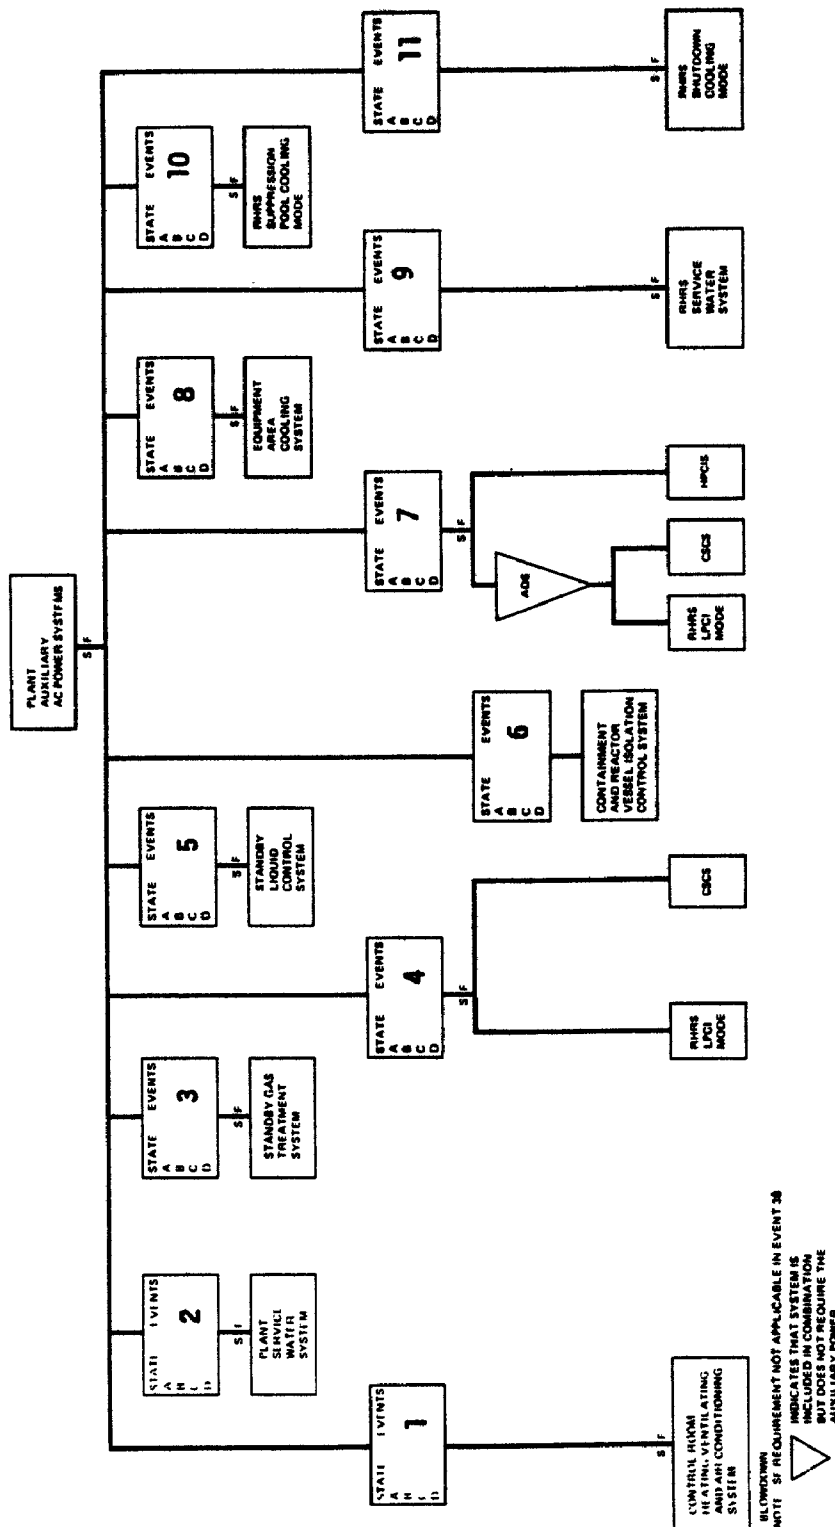 PLANT
AUXILIARY
AC POWER SYSTEMS
S F
STATE EVENTS
A
B
C
D
1
S F
CONTROL ROOM
HEATING VENTILATING
AND AIR CONDITIONING
SYSTEM
STATE EVENTS
A
B
C
D
2
S F
PLANT
SERVICE
WATER
SYSTEM
STATE EVENTS
A
B
C
D
3
S F
STANDBY GAS
TREATMENT
SYSTEM
STATE EVENTS
A
B
C
D
4
S F
RHRS
LPCI
MODE
CSCS
STATE EVENTS
A
B
C
D
5
S F
STANDBY
LIQUID
CONTROL
SYSTEM
STATE EVENTS
A
B
C
D
6
CONTAINMENT
AND REACTOR
VESSEL ISOLATION
CONTROL SYSTEM
STATE EVENTS
A
B
C
D
7
S F
ADS
RHRS
LPCI
MODE
CSCS
HPCIS
STATE EVENTS
A
B
C
D
8
S F
EQUIPMENT
AREA
COOLING
SYSTEM
STATE EVENTS
A
B
C
D
9
S F
RHRS
SERVICE
WATER
SYSTEM
STATE EVENTS
A
B
C
D
10
S F
RHRS
SUPPRESSION
POOL COOLING
MODE
STATE EVENTS
A
B
C
D
11
S F
RHRS
SHUTDOWN
COOLING
MODE
BLOWDOWN
NOTE SF REQUIREMENT NOT APPLICABLE IN EVENT 38
INDICATES THAT SYSTEM IS
INCLUDED IN COMBINATION
BUT DOES NOT REQUIRE THE
AUXILIARY POWER